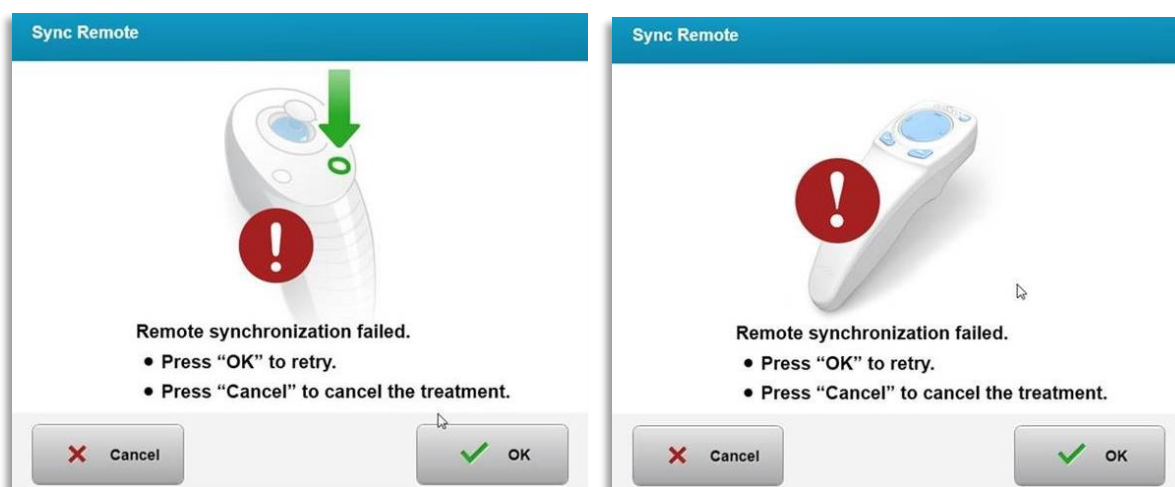 Sync Remote
Remote synchronization failed.
• Press “OK” to retry.
• Press “Cancel” to cancel the treatment.
Cancel
OK
Sync Remote
Remote synchronization failed.
• Press “OK” to retry.
• Press “Cancel” to cancel the treatment.
Cancel
OK